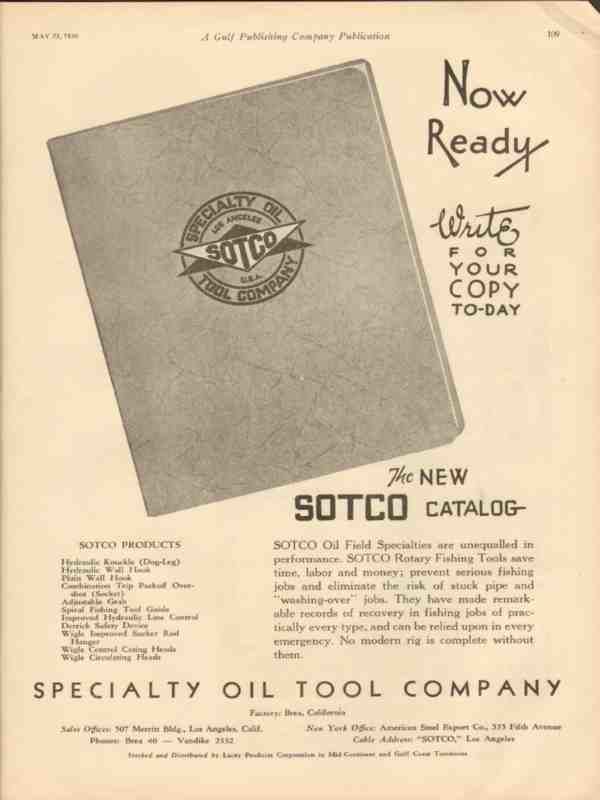 A Gulf Publishing Company Publication
109
Now
Ready
SPECIALTY OIL
LOS ANGELES
SOTCO
U.S.A.
TOOL COMPANY
Write
FOR
YOUR
COPY
TO-DAY
The NEW
SOTCO CATALOG
SOTCO PRODUCTS
Hydraulic Knuckle (Dog-Leg)
Hydraulic Wall Hook
Plain Wall Hook
Combination Trip Packed Over-
shot (Socket)
Adjustable Grab
Spiral Fishing Tool Guide
Improved Hydraulic Line Control
Derrick Safety Device
Wigle Improved Sucker Rod
Hanger
Wigle Control Casing Heads
Wigle Circulating Heads
SOTCO Oil Field Specialties are unequalled in
performance. SOTCO Rotary Fishing Tools save
time, labor and money; prevent serious fishing
jobs and eliminate the risk of stuck pipe and
"washing-over" jobs. They have made remark-
able records of recovery in fishing jobs of prac-
tically every type, and can be relied upon in every
emergency. No modern rig is complete without
them.
SPECIALTY OIL TOOL COMPANY
Factory: Brea, California
Sales Offices: 507 Merritt Bldg., Los Angeles, Calif.
New York Office: American Steel Export Co., Fifth Avenue
Phones: Brea 40 — Vandike 2332
Cable Address: "SOTCO," Los Angeles
Stocked and Distributed by Lucey Products Corporation in Mid-Continent and Gulf Coast Territories